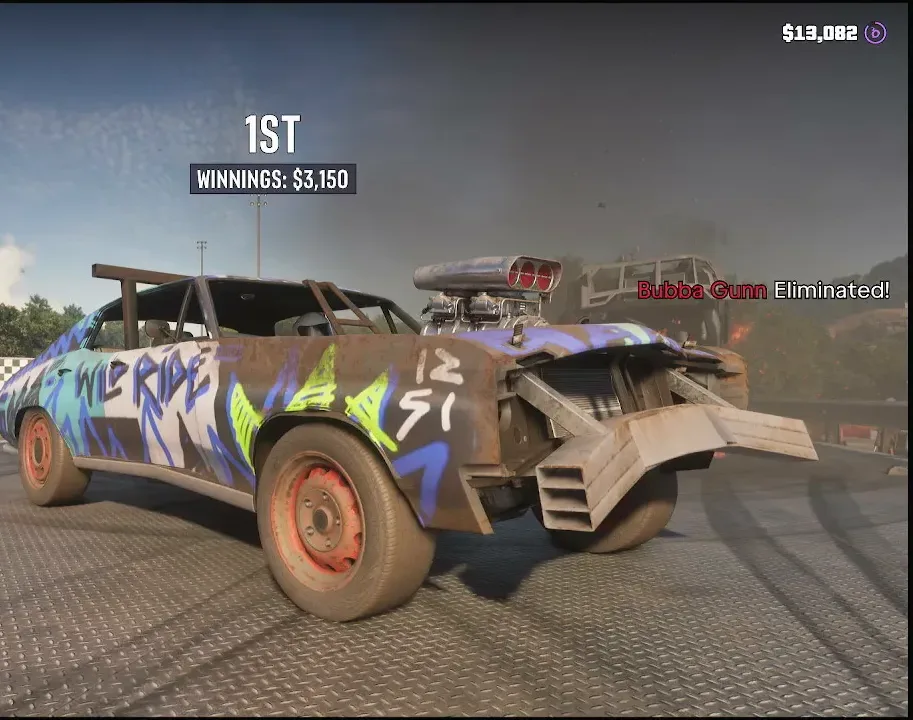 $13,082
1ST
WINNINGS: $3,150
Bubba Gunn Eliminated!
RIDE
12
51